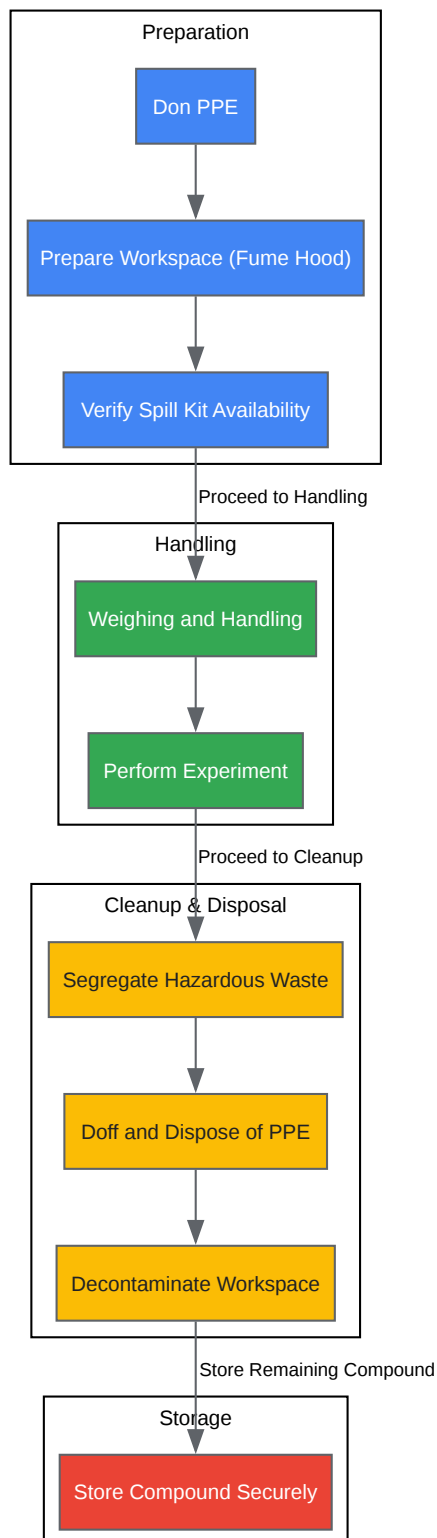 Preparation
Don PPE
Prepare Workspace (Fume Hood)
Verify Spill Kit Availability
Proceed to Handling
Handling
Weighing and Handling
Perform Experiment
Proceed to Cleanup
Cleanup & Disposal
Segregate Hazardous Waste
Doff and Dispose of PPE
Decontaminate Workspace
Store Remaining Compound
Storage
Store Compound Securely